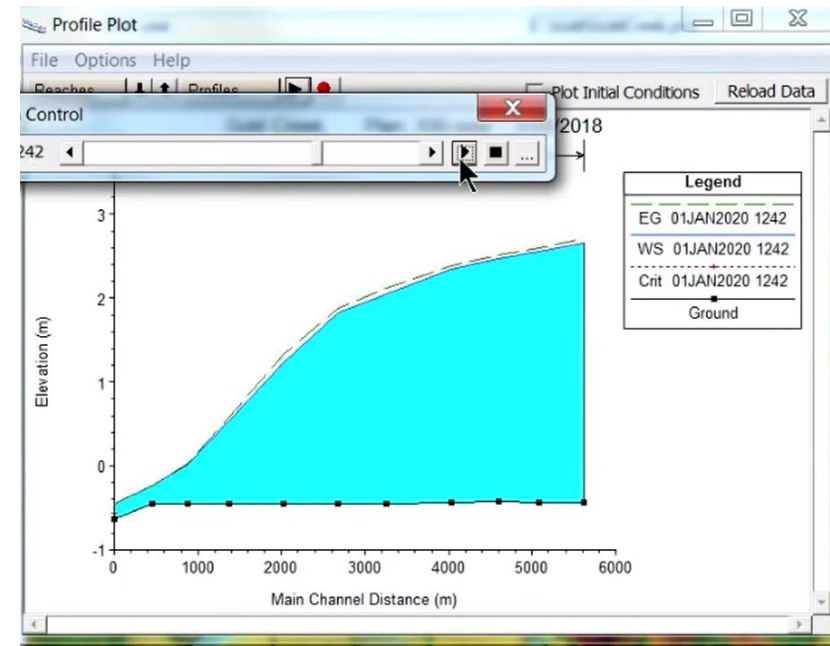 Profile Plot
File Options Help
Reaches Profiles Plot Initial Conditions Reload Data
Control
2018
242 ...
Legend
EG 01JAN2020 1242
WS 01JAN2020 1242
Crit 01JAN2020 1242
Ground
3
2
1
0
-1
Elevation (m)
0 1000 2000 3000 4000 5000 6000
Main Channel Distance (m)